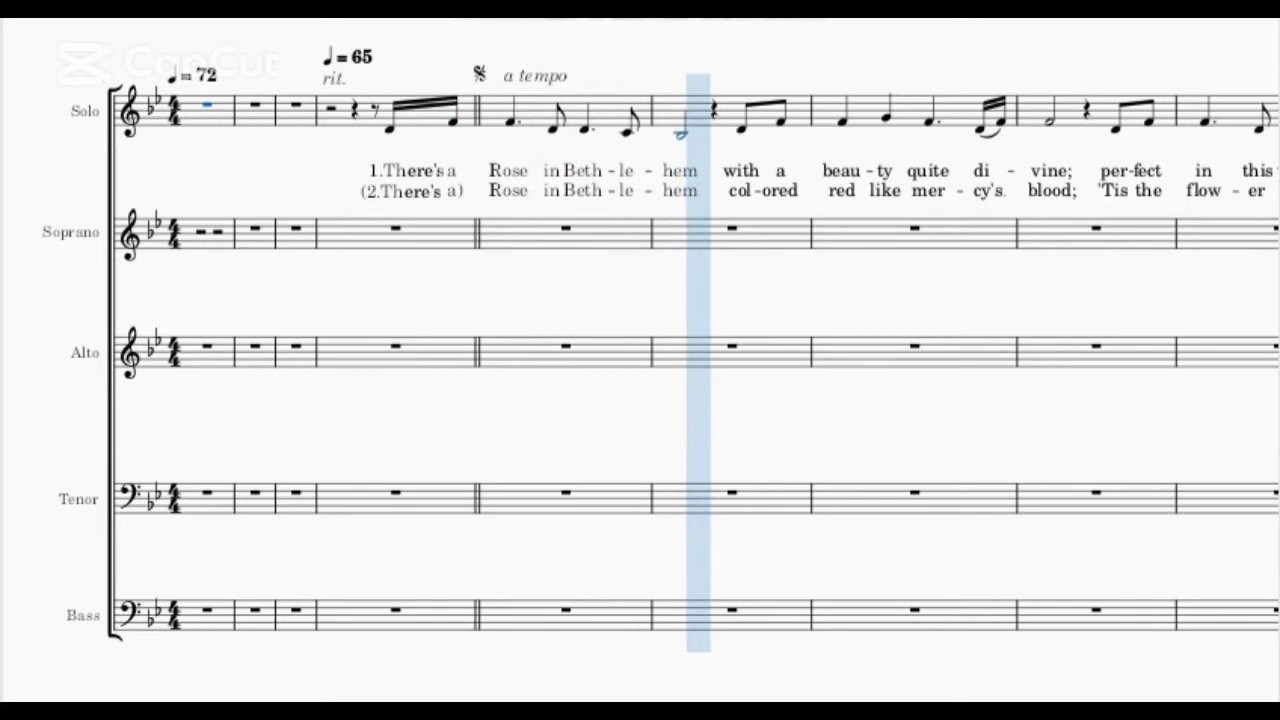 CapCut
♩ = 72
♩ = 65
rit.
a tempo
Solo
1.There's a Rose in Beth - le - hem with a beau - ty quite di - vine; per-fect in this
(2.There's a) Rose in Beth - le - hem col-ored red like mer - cy's blood; 'Tis the flow - er
Soprano
Alto
Tenor
Bass